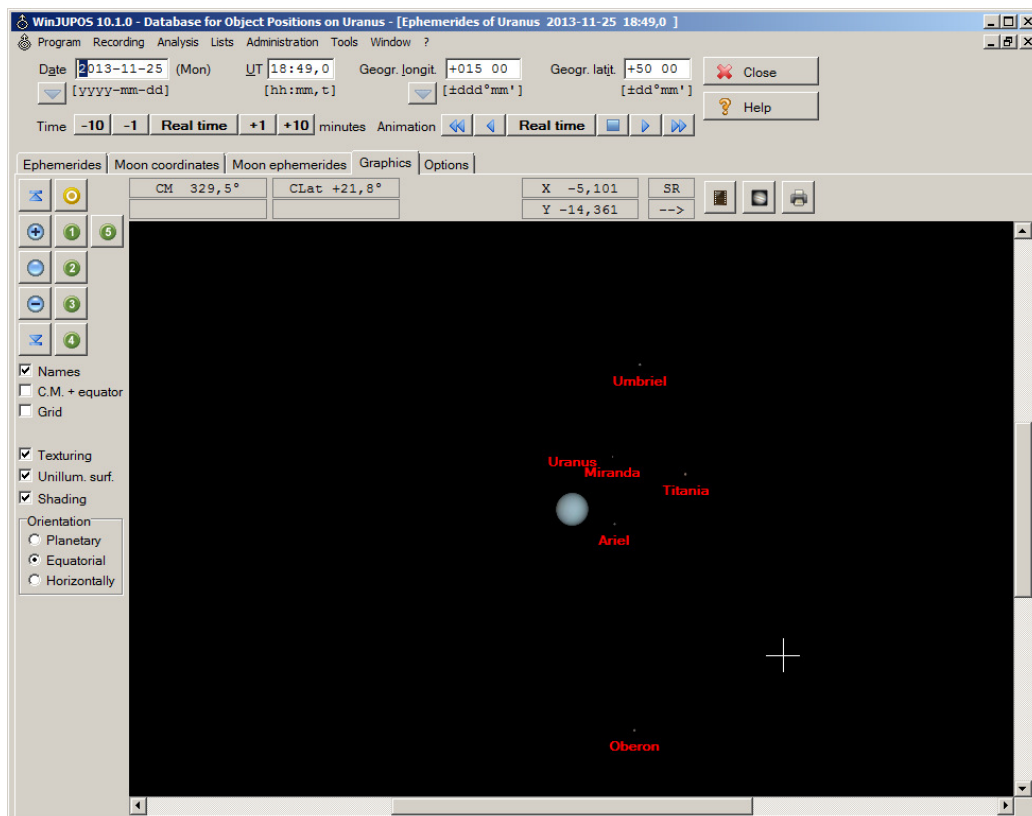 WinJUPOS 10.1.0 - Database for Object Positions on Uranus - [Ephemerides of Uranus 2013-11-25 18:49,0 ]
Program Recording Analysis Lists Administration Tools Window ?
Date 2013-11-25 (Mon) UT 18:49,0 Geogr. longit. +015 00 Geogr. latit. +50 00 Close
[yyyy-mm-dd] [hh:mm,t] [±ddd°mm'] [±dd°mm']
Help
Time -10 -1 Real time +1 +10 minutes Animation Real time
Ephemerides Moon coordinates Moon ephemerides Graphics Options
CM 329,5° CLat +21,8° X -5,101 SR
Y -14,361 -->
1 5
2
3
4
Names
C.M. + equator
Grid
Texturing
Unillum. surf.
Shading
Orientation
Planetary
Equatorial
Horizontally
Umbriel
Uranus
Miranda
Titania
Ariel
Oberon